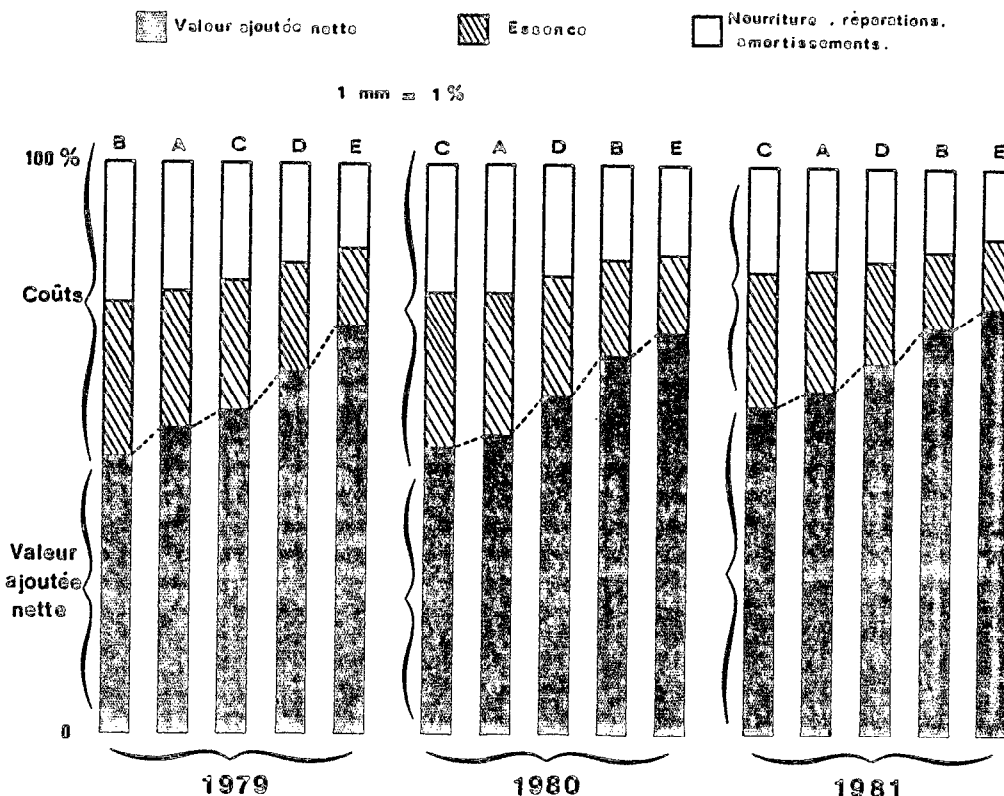 Valeur ajoutée nette
Essence
Nourriture . réparations.
amortissements.
1 mm = 1%
B A C D E
C A D B E
C A D B E
100 %
Coûts
Valeur
ajoutée
nette
0
1979
1980
1981